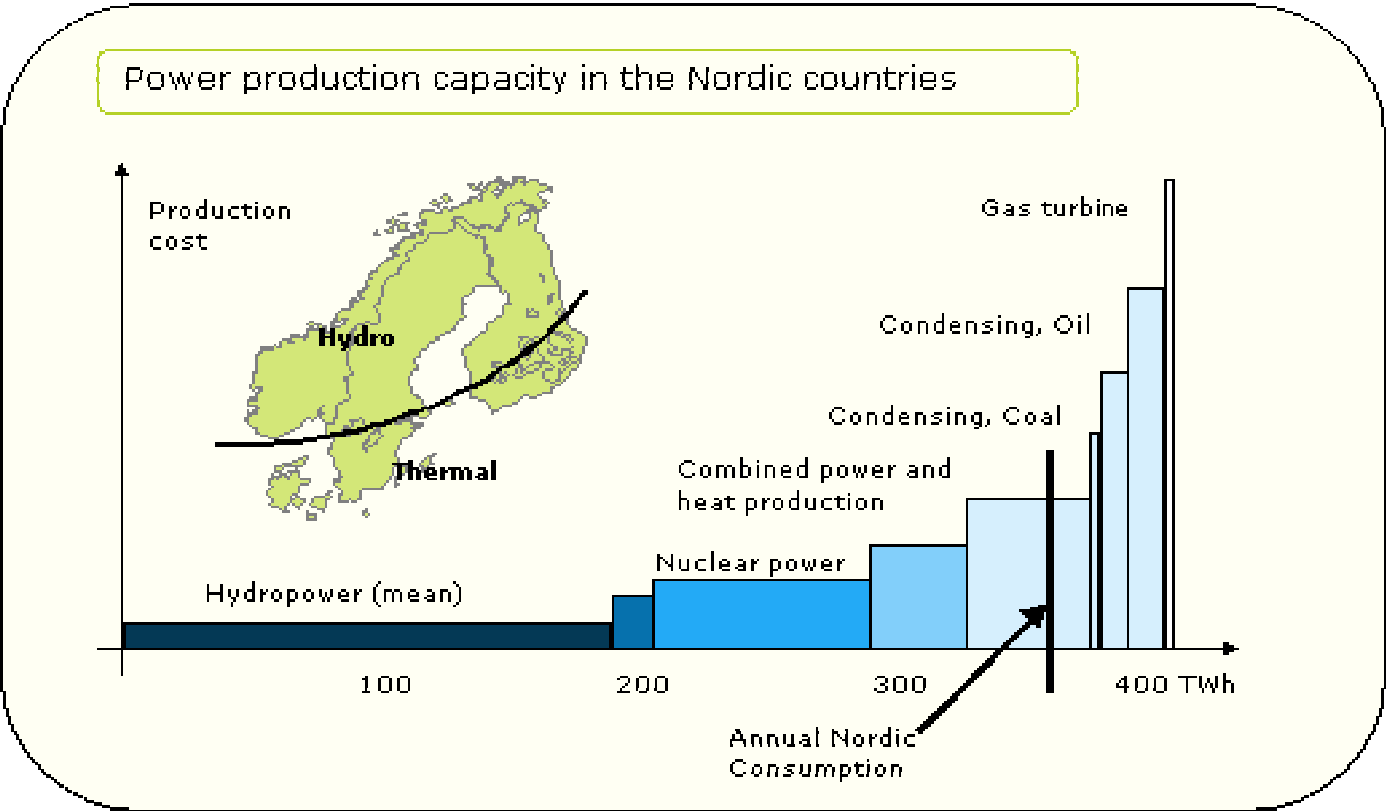 Power production capacity in the Nordic countries
Production
cost
Gas turbine
Hydro
Condensing, Oil
Condensing, Coal
Thermal
Combined power and
heat production
Nuclear power
Hydropower (mean)
100
200
300
400 TWh
Annual Nordic
Consumption